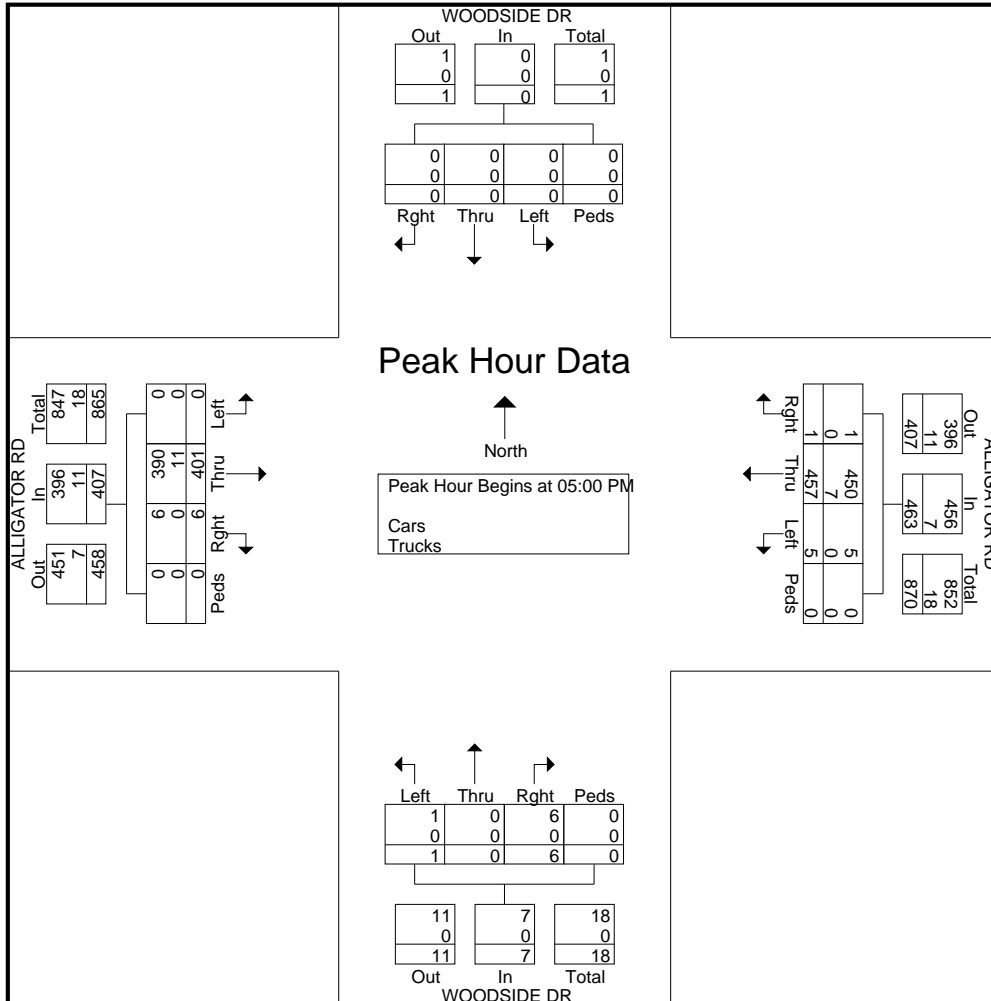 WOODSIDE DR
Out In Total
1 0 1
0 0 0
1 0 1
0 0 0 0
0 0 0 0
0 0 0 0
Rght Thru Left Peds
Peak Hour Data
North
Peak Hour Begins at 05:00 PM
Cars
Trucks
ALLIGATOR RD
Out In Total
451 396 847
7 11 18
458 407 865
0 390 6 0
0 11 0 0
0 401 6 0
Left Thru Rght Peds
ALLIGATOR RD
Out In Total
396 456 852
11 7 18
407 463 870
1 450 5 0
0 7 0 0
1 457 5 0
Rght Thru Left Peds
Left Thru Rght Peds
1 0 6 0
0 0 0 0
1 0 6 0
11 7 18
0 0 0
11 7 18
Out In Total
WOODSIDE DR